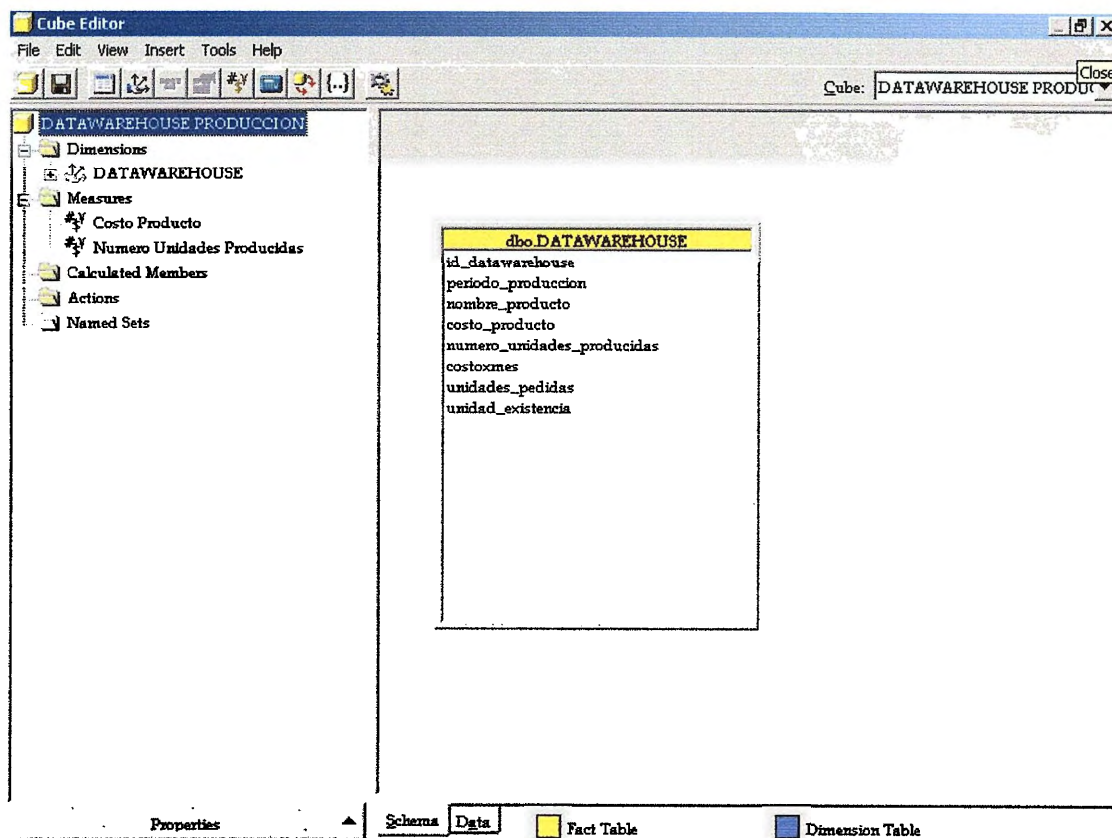 Cube Editor
File Edit View Insert Tools Help
Cube: DATAWAREHOUSE PRODUC
Close
DATAWAREHOUSE PRODUCCION
Dimensions
DATAWAREHOUSE
Measures
Costo Producto
Numero Unidades Producidas
Calculated Members
Actions
Named Sets
dbo.DATAWAREHOUSE
id_datawarehouse
periodo_produccion
nombre_producto
costo_producto
numero_unidades_producidas
costoxmes
unidades_pedidas
unidad_existencia
Properties
Schema Data Fact Table Dimension Table